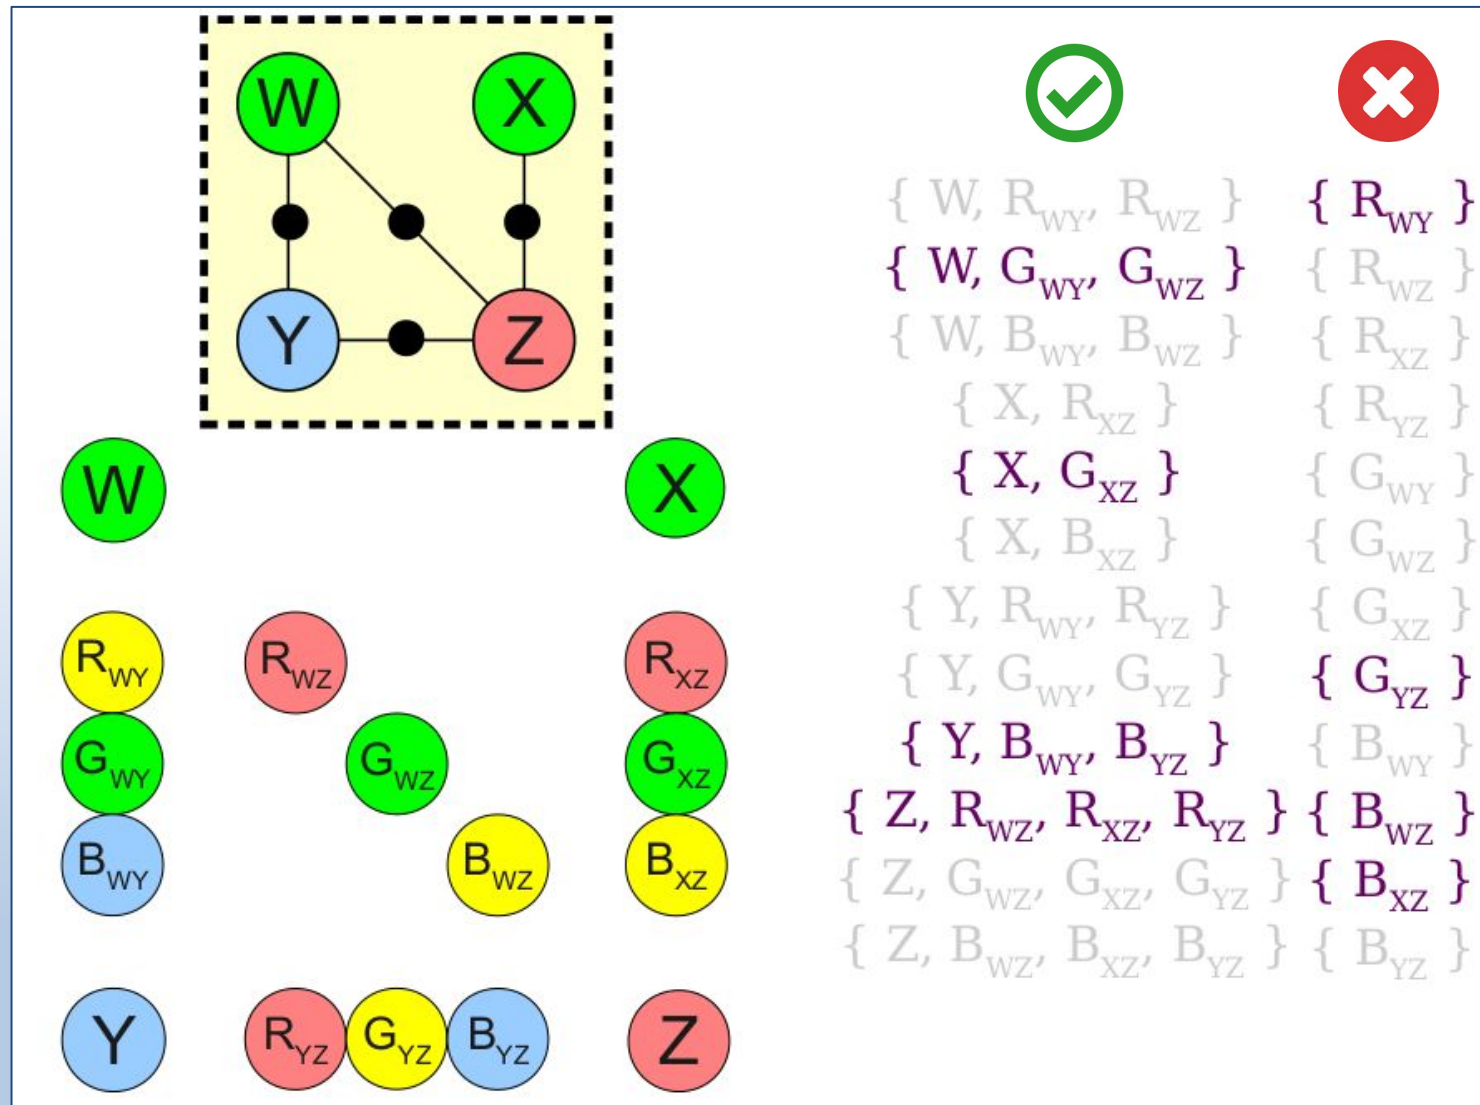 W X
Y Z
W X
R_WY R_WZ R_XZ
G_WY G_WZ G_XZ
B_WY B_WZ B_XZ
Y R_YZ G_YZ B_YZ Z
{ W, R_WY, R_WZ } { R_WY }
{ W, G_WY, G_WZ } { R_WZ }
{ W, B_WY, B_WZ } { R_XZ }
{ X, R_XZ } { R_YZ }
{ X, G_XZ } { G_WY }
{ X, B_XZ } { G_WZ }
{ Y, R_WY, R_YZ } { G_XZ }
{ Y, G_WY, G_YZ } { G_YZ }
{ Y, B_WY, B_YZ } { B_WY }
{ Z, R_WZ, R_XZ, R_YZ } { B_WZ }
{ Z, G_WZ, G_XZ, G_YZ } { B_XZ }
{ Z, B_WZ, B_XZ, B_YZ } { B_YZ }